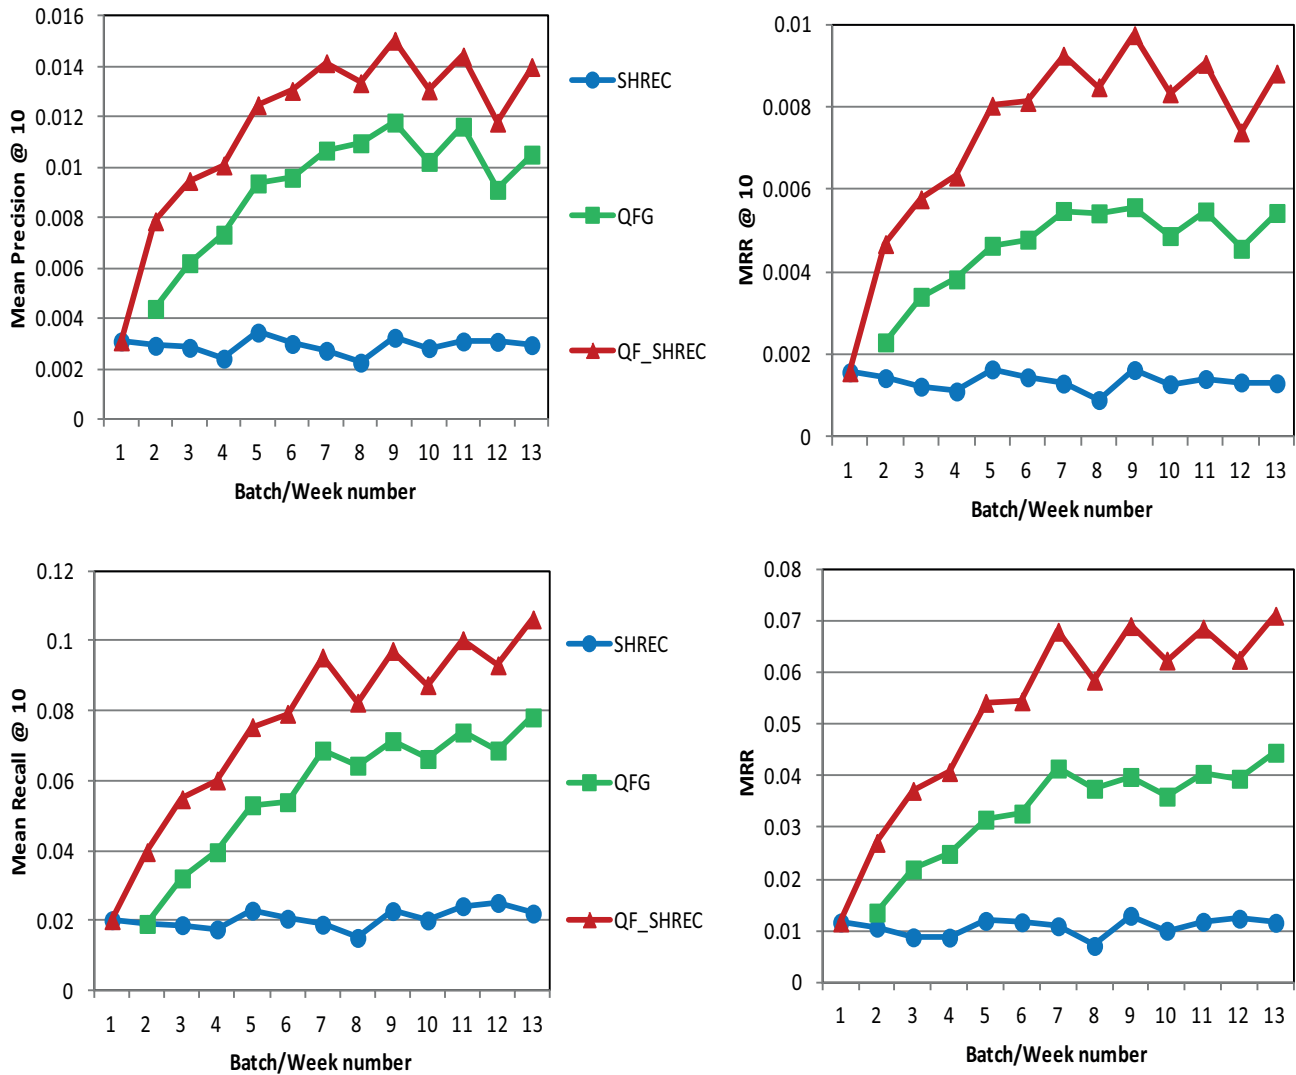 Mean Precision @ 10
0.016
0.014
0.012
0.01
0.008
0.006
0.004
0.002
0
1 2 3 4 5 6 7 8 9 10 11 12 13
Batch/Week number
SHREC
QFG
QF_SHREC
MRR @ 10
0.01
0.008
0.006
0.004
0.002
0
1 2 3 4 5 6 7 8 9 10 11 12 13
Batch/Week number
Mean Recall @ 10
0.12
0.1
0.08
0.06
0.04
0.02
0
1 2 3 4 5 6 7 8 9 10 11 12 13
Batch/Week number
SHREC
QFG
QF_SHREC
MRR
0.08
0.07
0.06
0.05
0.04
0.03
0.02
0.01
0
1 2 3 4 5 6 7 8 9 10 11 12 13
Batch/Week number